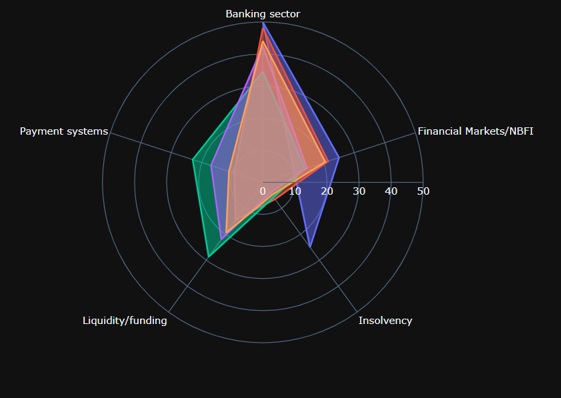 Banking sector
Payment systems
Financial Markets/NBFI
0 10 20 30 40 50
Liquidity/funding
Insolvency